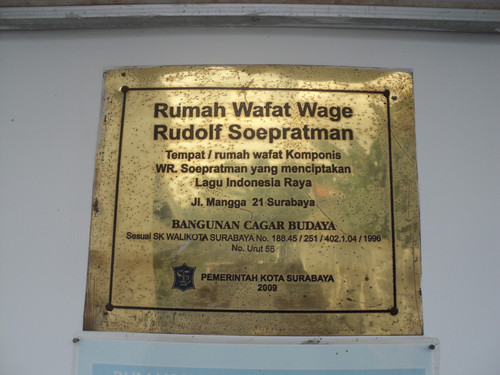 Rumah Wafat Wage
Rudolf Soepratman
Tempat / rumah wafat Komponis
WR. Soepratman yang menciptakan
Lagu Indonesia Raya
Jl. Mangga 21 Surabaya
BANGUNAN CAGAR BUDAYA
Sesuai SK WALIKOTA SURABAYA No. 188.45 / 251 / 402.1.04 / 1996
No. Urut 55
PEMERINTAH KOTA SURABAYA
2009